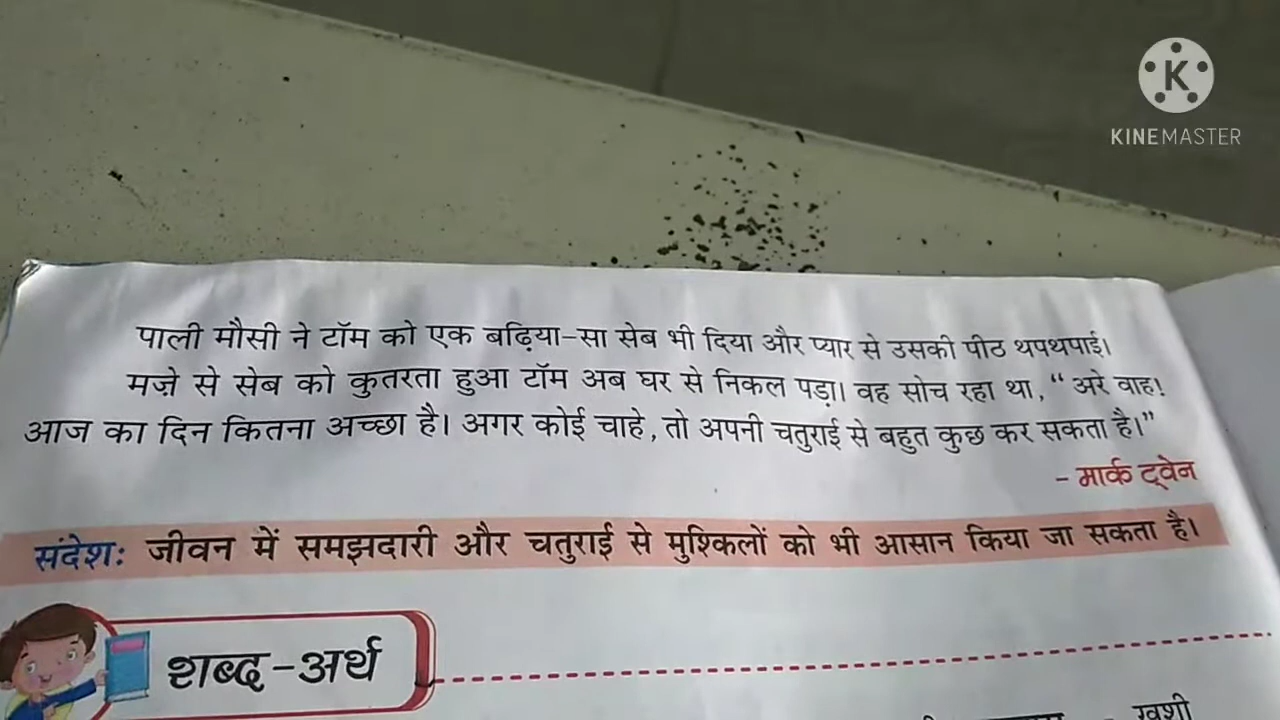 K
KINEMASTER
पाली मौसी ने टॉम को एक बढ़िया-सा सेब भी दिया और प्यार से उसकी पीठ थपथपाई।
मज़े से सेब को कुतरता हुआ टॉम अब घर से निकल पड़ा। वह सोच रहा था, “ अरे वाह!
आज का दिन कितना अच्छा है। अगर कोई चाहे, तो अपनी चतुराई से बहुत कुछ कर सकता है।”
- मार्क ट्वेन
संदेशः जीवन में समझदारी और चतुराई से मुश्किलों को भी आसान किया जा सकता है।
शब्द-अर्थ
- खुशी